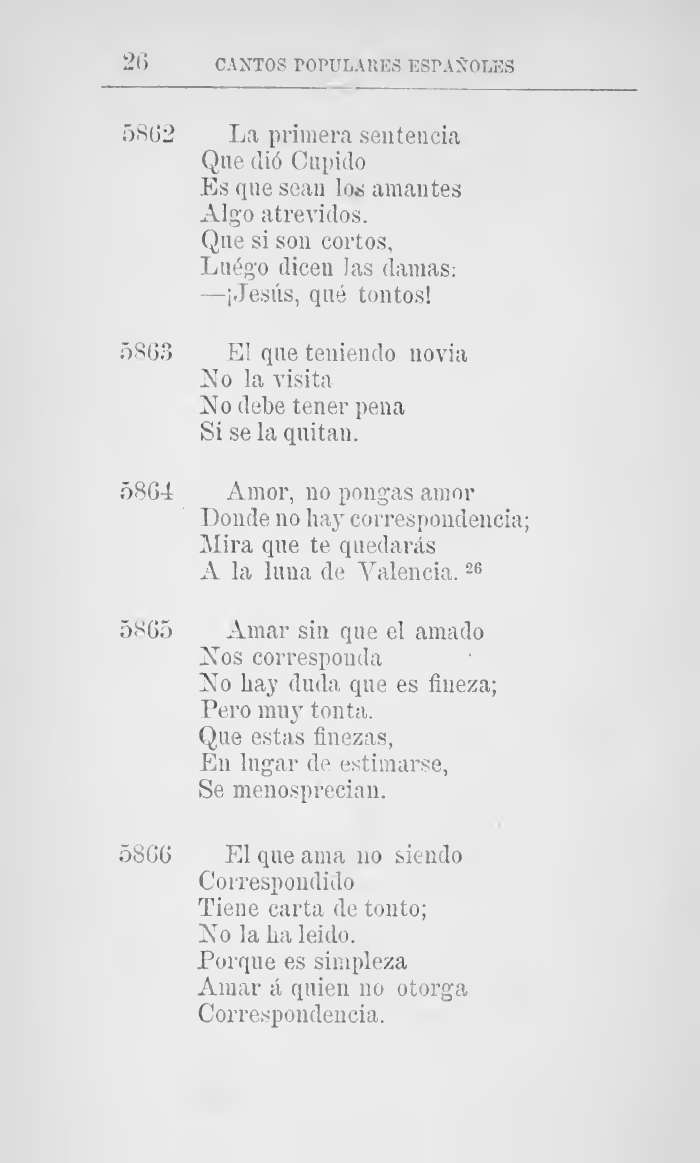 26 CANTOS POPULARES ESPAÑOLES
5862 La primera sentencia
Que dió Cupido
Es que sean los amantes
Algo atrevidos.
Que si son cortos,
Luégo dicen las damas:
—¡Jesús, qué tontos!
5863 El que teniendo novia
No la visita
No debe tener pena
Si se la quitan.
5864 Amor, no pongas amor
Donde no hay correspondencia;
Mira que te quedarás
A la luna de Valencia. 26
5865 Amar sin que el amado
Nos corresponda
No hay duda que es fineza;
Pero muy tonta.
Que estas finezas,
En lugar de estimarse,
Se menosprecian.
5866 El que ama no siendo
Correspondido
Tiene carta de tonto;
No la ha leido.
Porque es simpleza
Amar á quien no otorga
Correspondencia.